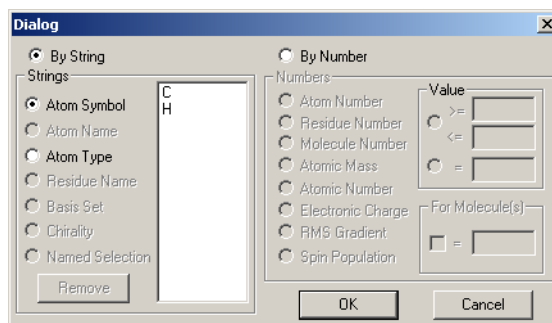 Dialog
By String
Strings
Atom Symbol
Atom Name
Atom Type
Residue Name
Basis Set
Chirality
Named Selection
Remove
C
H
By Number
Numbers
Atom Number
Residue Number
Molecule Number
Atomic Mass
Atomic Number
Electronic Charge
RMS Gradient
Spin Population
Value
>=
<=
=
For Molecule(s)
=
OK
Cancel